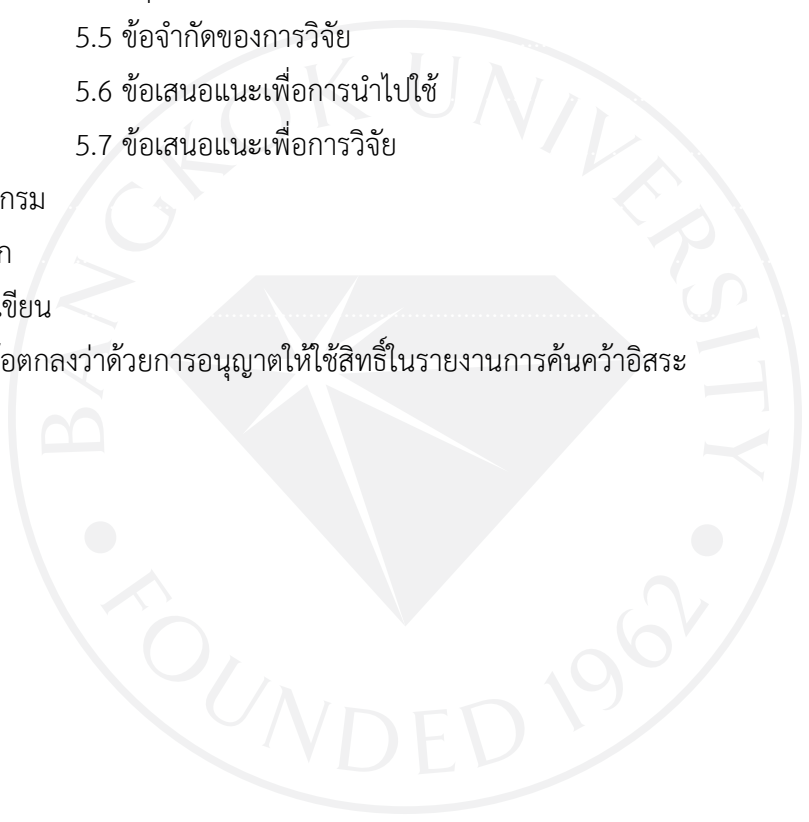 5.5 ข้อจำกัดของการวิจัย
5.6 ข้อเสนอแนะเพื่อการนำไปใช้
5.7 ข้อเสนอแนะเพื่อการวิจัย
กรม
ก
เขียน
อตกลงว่าด้วยการอนุญาตให้ใช้สิทธิ์ในรายงานการค้นคว้าอิสระ
BANGKOK UNIVERSITY
FOUNDED 1962